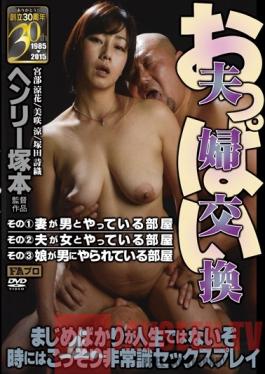 ありがとう
創立30周年
30th
1985
2015
宮部涼花/美咲涼/塚田詩織
ヘンリー塚本
監督作品
おっぱい
夫婦交換
その①妻が男とやっている部屋
その②夫が女とやっている部屋
その③娘が男にやられている部屋
FAプロ
DVD
まじめばかりが人生ではないぞ
時にはこっそり非常識セックスプレイ